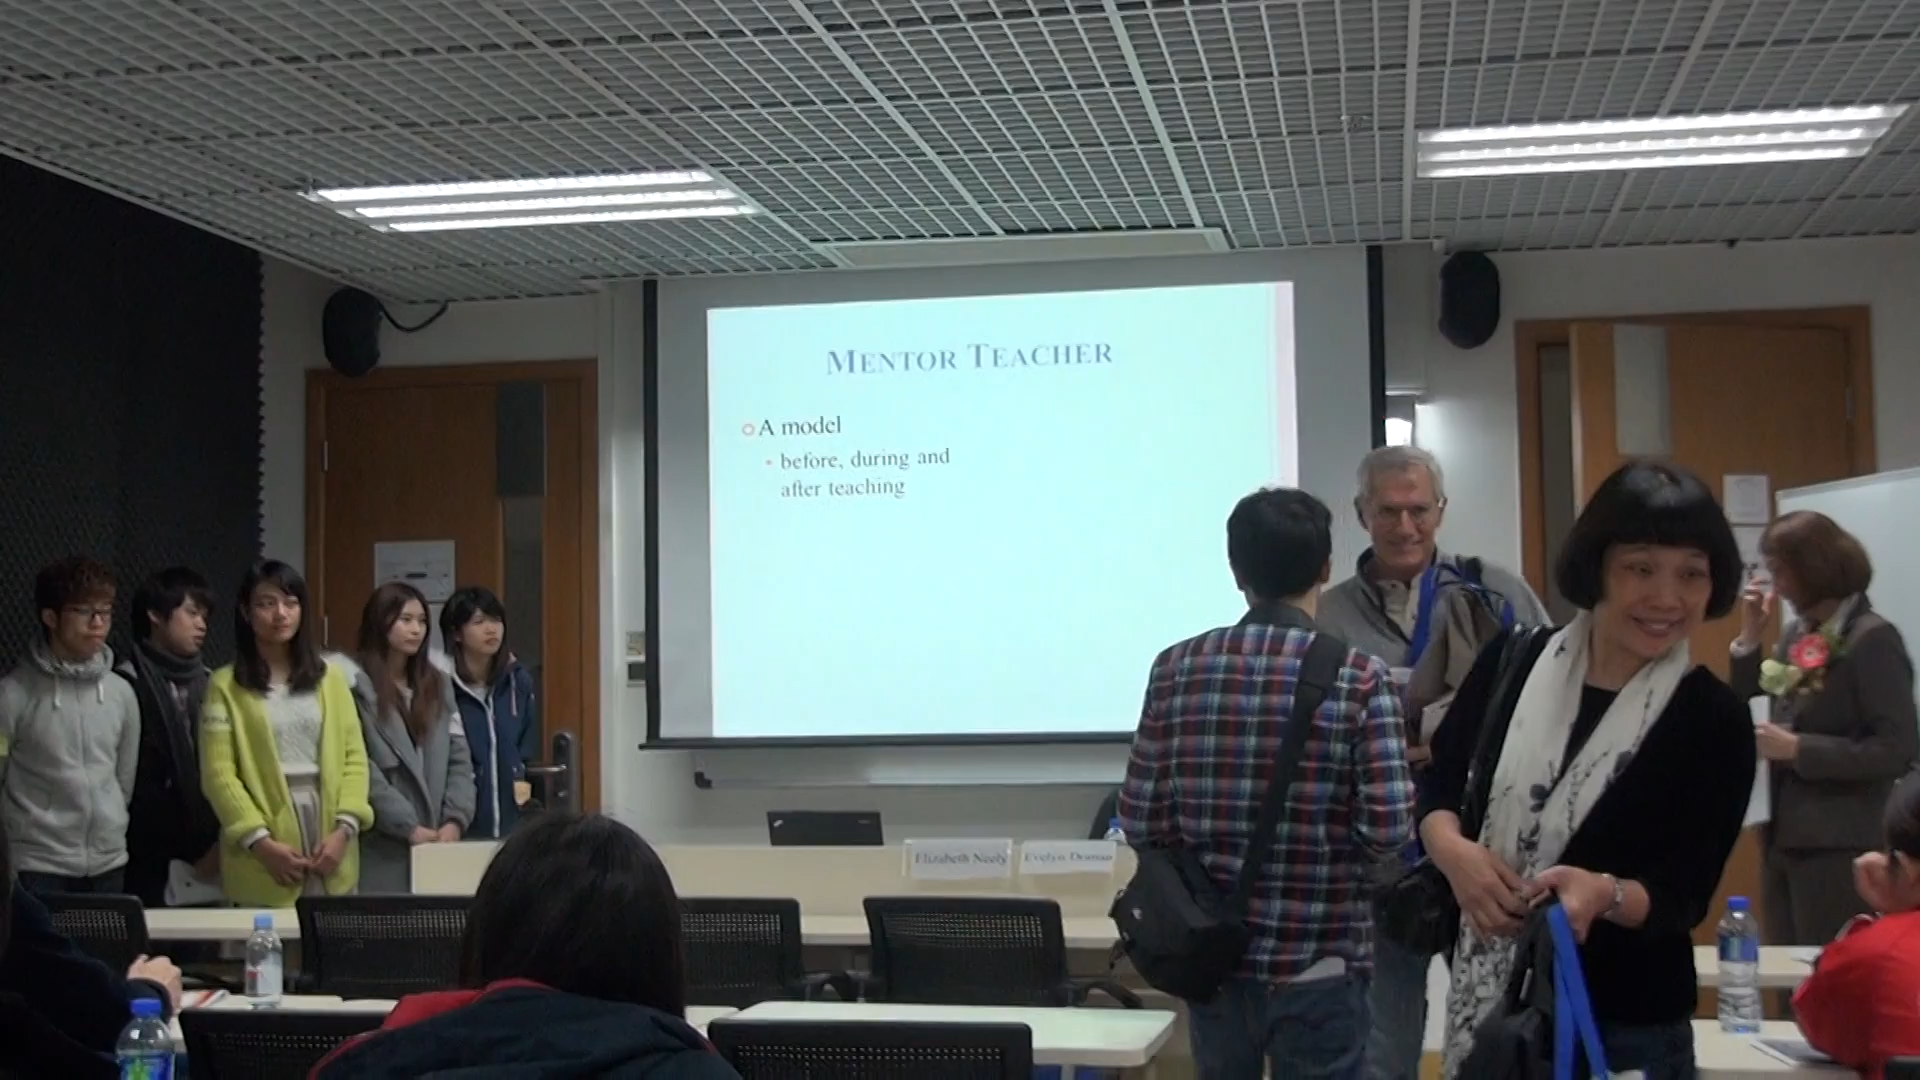 MENTOR TEACHER
A model
before, during and
after teaching
Elizabeth Neely
Evelyn Doman